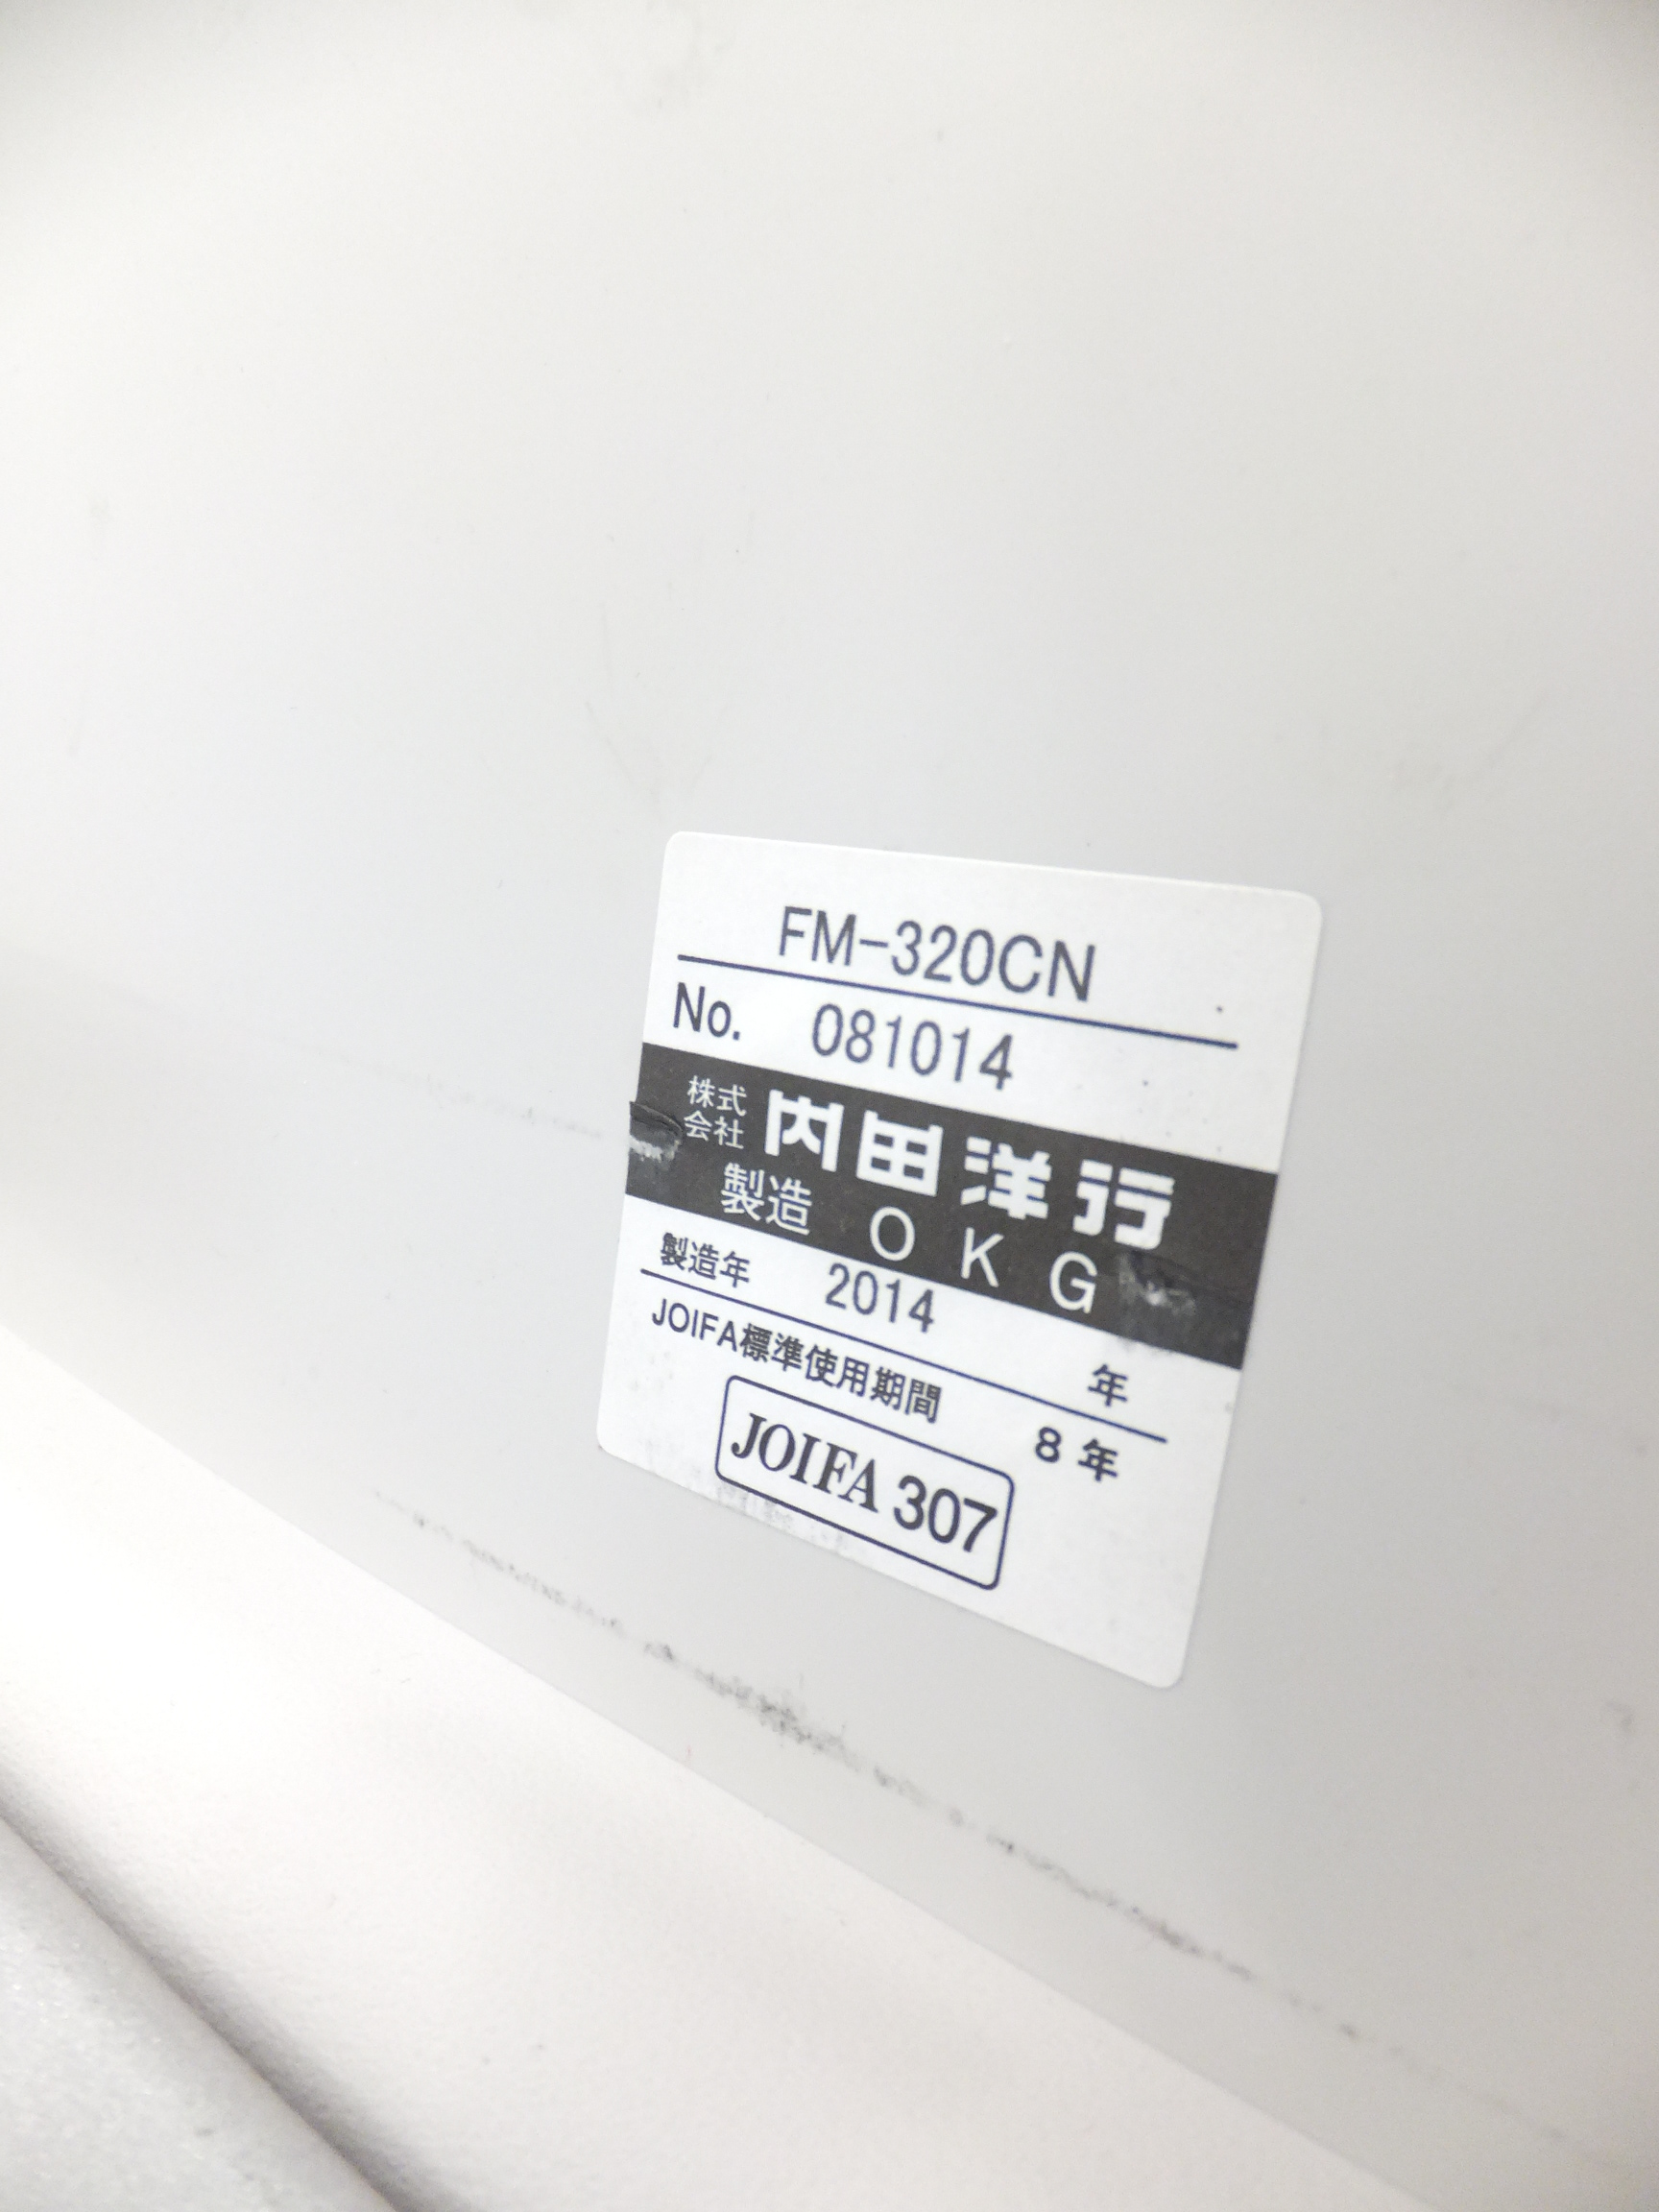 FM-320CN
No. 081014
株式会社 内田洋行
製造 OKG
製造年 2014 年
JOIFA標準使用期間 8年
JOIFA 307